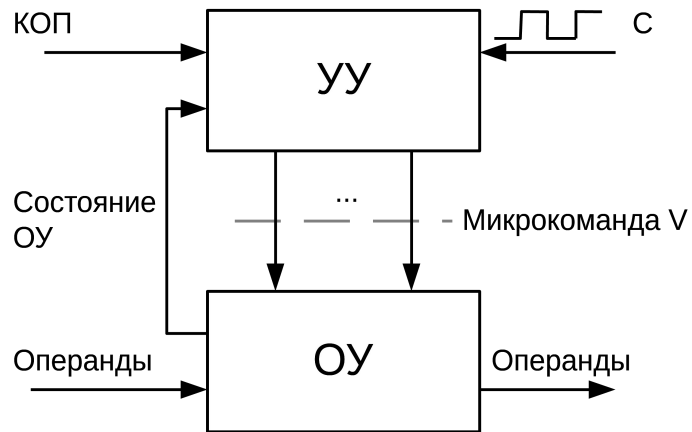 КОП
С
УУ
...
Состояние
ОУ
Микрокоманда V
Операнды
ОУ
Операнды